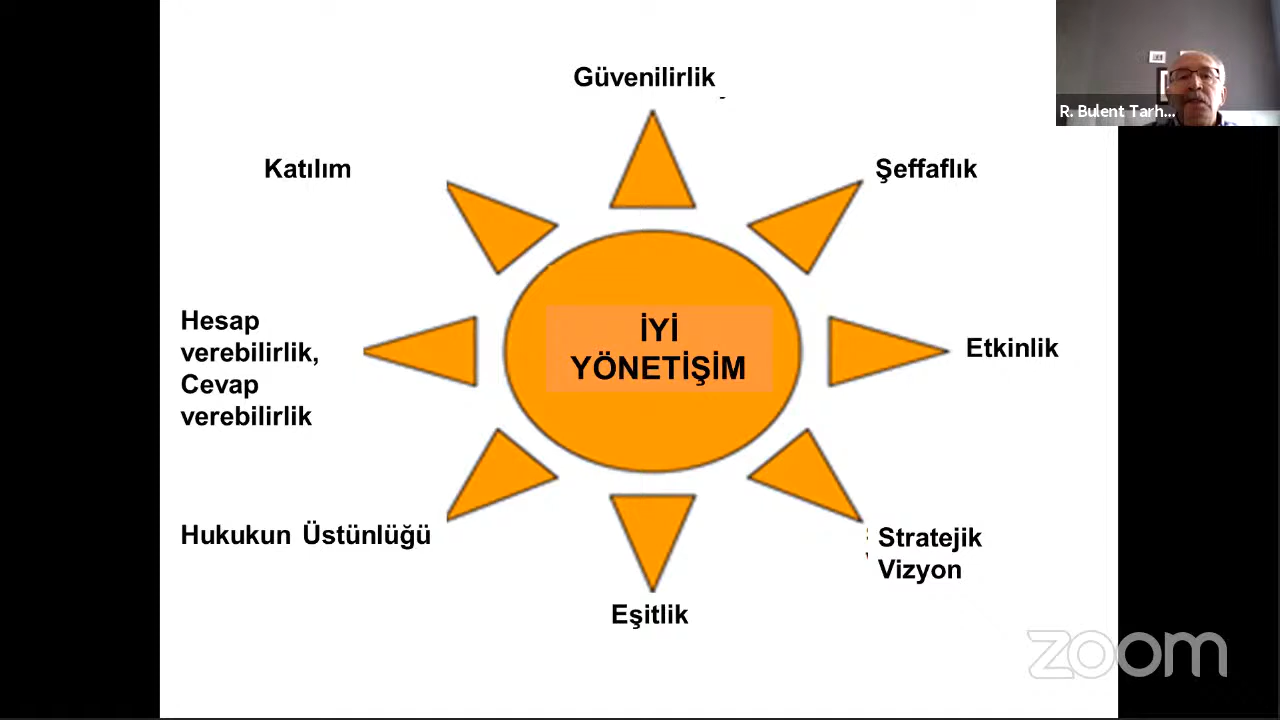 Güvenilirlik
R. Bulent Tarh...
Katılım
Şeffaflık
Hesap
verebilirlik,
Cevap
verebilirlik
İYİ
YÖNETİŞİM
Etkinlik
Hukukun Üstünlüğü
Stratejik
Vizyon
Eşitlik
zoom